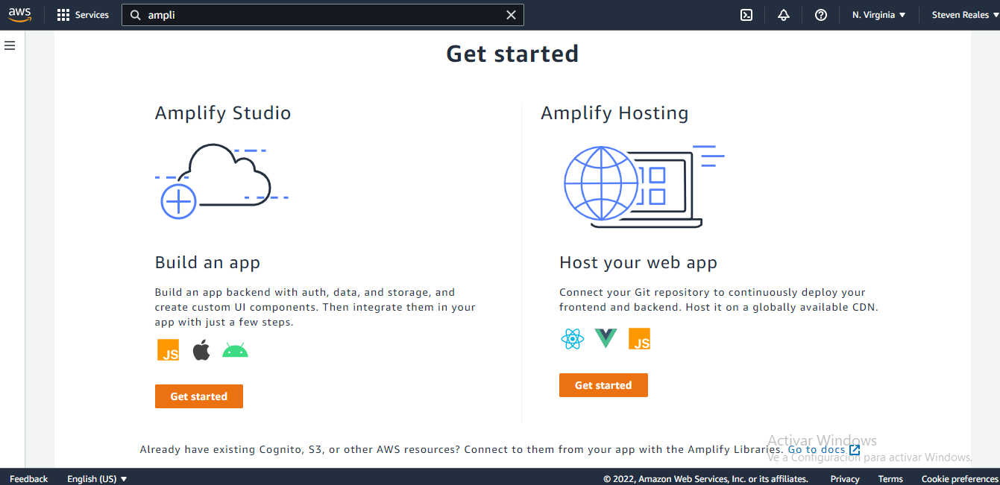 aws
Services
ampli
N. Virginia
Steven Reales
Get started
Amplify Studio
Amplify Hosting
Build an app
Build an app backend with auth, data, and storage, and
create custom UI components. Then integrate them in your
app with just a few steps.
JS
Get started
Host your web app
Connect your Git repository to continuously deploy your
frontend and backend. Host it on a globally available CDN.
JS
Get started
Already have existing Cognito, S3, or other AWS resources? Connect to them from your app with the Amplify Libraries. Go to docs
Activar Windows
Ve a Configuración para activar Windows.
Feedback
English (US)
© 2022, Amazon Web Services, Inc. or its affiliates.
Privacy
Terms
Cookie preferences